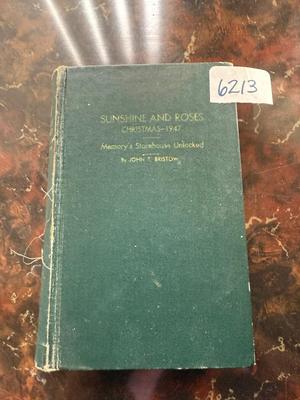 6213
SUNSHINE AND ROSES
CHRISTMAS-1947
Memory's Storehouse Unlocked
By JOHN T. BRISTOW